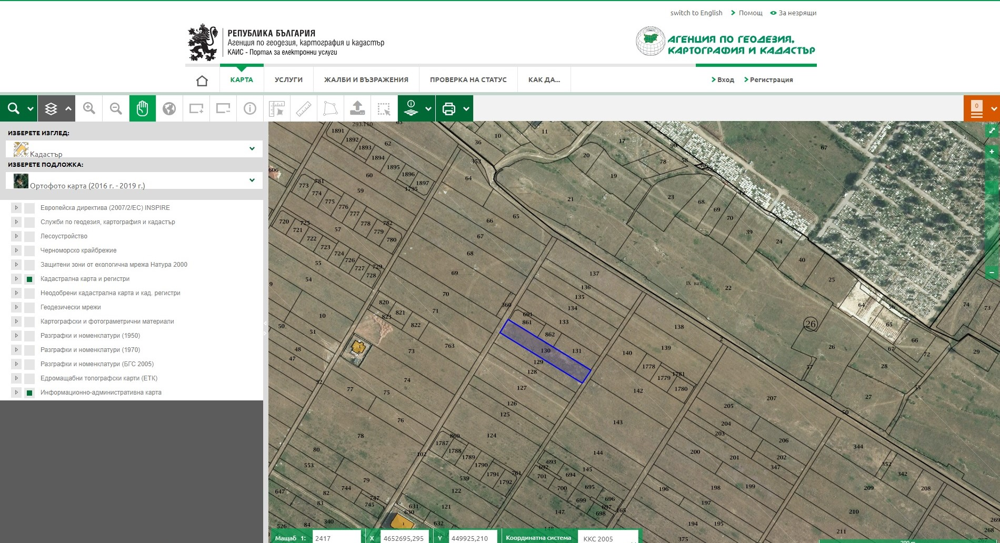 switch to English
Помощ
За незрящи
РЕПУБЛИКА БЪЛГАРИЯ
Агенция по геодезия, картография и кадастър
КАИС - Портал за електронни услуги
АГЕНЦИЯ ПО ГЕОДЕЗИЯ,
КАРТОГРАФИЯ И КАДАСТЪР
КАРТА
УСЛУГИ
ЖАЛБИ И ВЪЗРАЖЕНИЯ
ПРОВЕРКА НА СТАТУС
КАК ДА...
Вход
Регистрация
0
ИЗБЕРЕТЕ ИЗГЛЕД:
Кадастър
ИЗБЕРЕТЕ ПОДЛОЖКА:
Ортофото карта (2016 г. - 2019 г.)
Европейска директива (2007/2/ЕС) INSPIRE
Служби по геодезия, картография и кадастър
Лесоустройство
Черноморско крайбрежие
Защитени зони от екологична мрежа Натура 2000
Кадастрална карта и регистри
Неодобрени кадастрална карта и кад. регистри
Геодезически мрежи
Картографски и фотограметрични материали
Разграфки и номенклатури (1950)
Разграфки и номенклатури (1970)
Разграфки и номенклатури (БГС 2005)
Едромащабни топографски карти (ЕТК)
Информационно-административна карта
293.110 63
1891 11
1892 62 36 10 17 67
1893 90
1894 353 20 78 58
606 1895 60 1896 64 19
773 781 1897 1795
774 59 21 23 44
775 776 68
777 65 66 69 70
720 725 778 782
721 57 779 67 39
722 780 24
723 68
724 726 55 40
727 729 728 69 137 25
54 IX кат 22
9 136
70 135
820 360 134 64 56 74 73
821 71 691
10 823 822 861 133 26 65
50 51 138 66
862 2
48 1 73 763 130 131 139 26 67 29
47 129 140 72
128 1778 57 28
32 74 1779 1781
77 75 127 142 1780 55
126 207 27
125 205 50
76 143 204
78 860 124 203 206
1787 344
80 1788 102 144 200 201 202
553 1789 693 347 352
1790 692 145
79 1791 761 701 694 342
539 1792
744 700 695 196 198 199 209 208
647 82 122
747 699 696 197
83 745 631 121 697 165 210
630 147 698
340 1 632 194 195 269
526 84 148 211 268
375 267
Мащаб 1: 2417 X 4652695,295 Y 449925,210 Координатна система ККС 2005
200 m